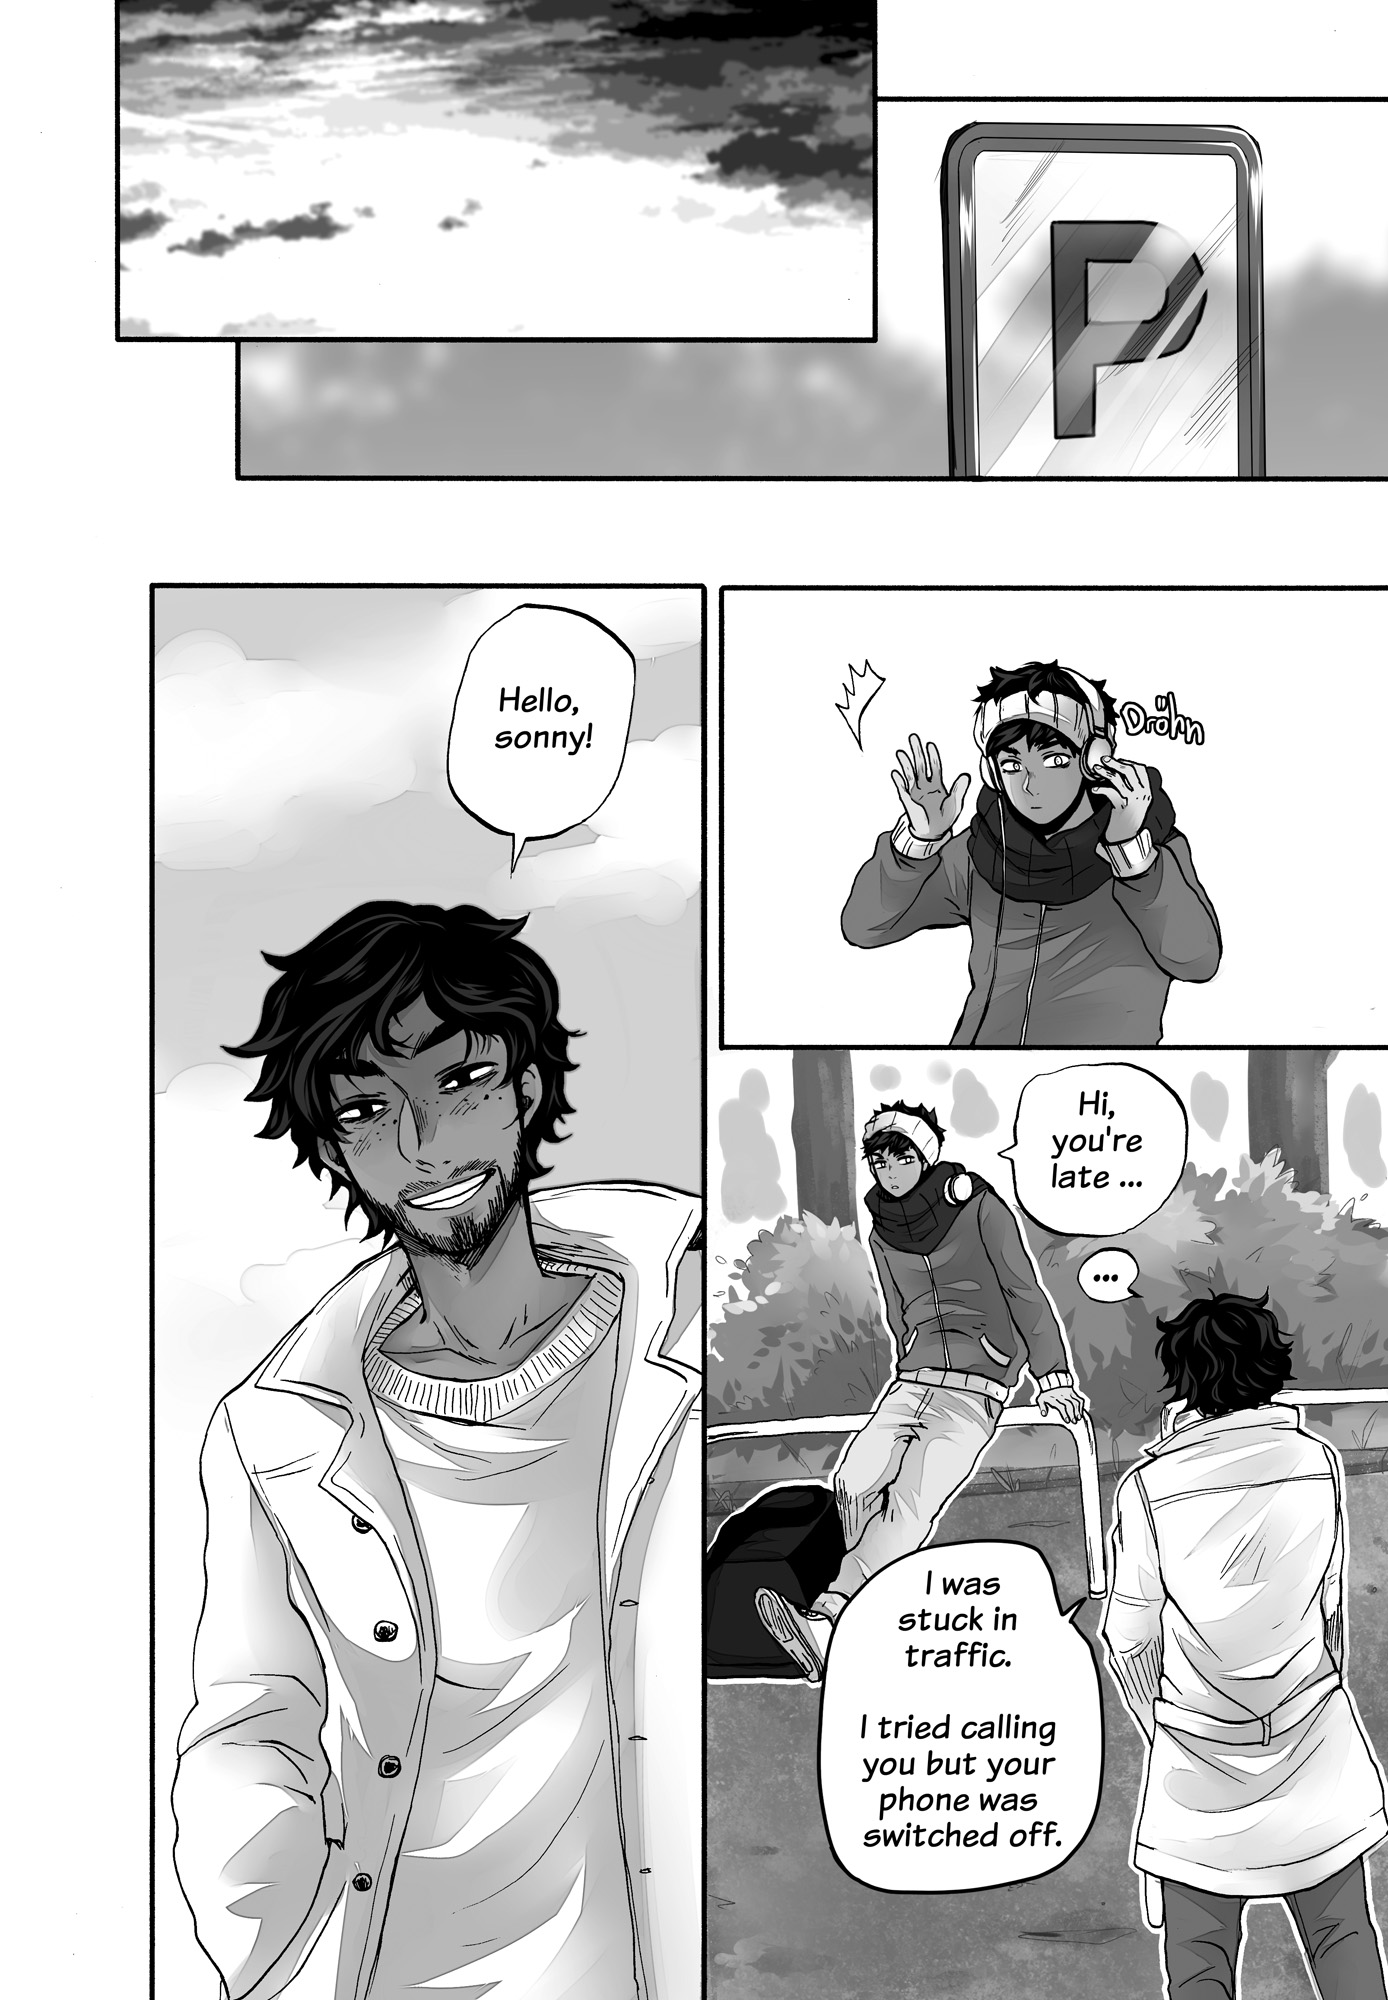 P
Hello,
sonny!
Dröhn
Hi,
you're
late ...
...
I was
stuck in
traffic.
I tried calling
you but your
phone was
switched off.